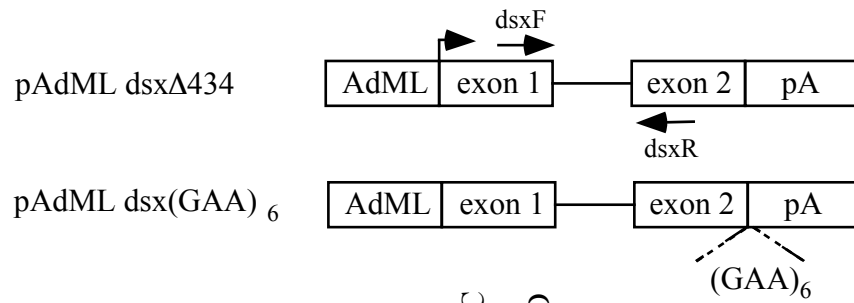 dsxF
pAdML dsxΔ434 AdML exon 1 exon 2 pA
dsxR
pAdML dsx(GAA) 6 AdML exon 1 exon 2 pA
(GAA)6